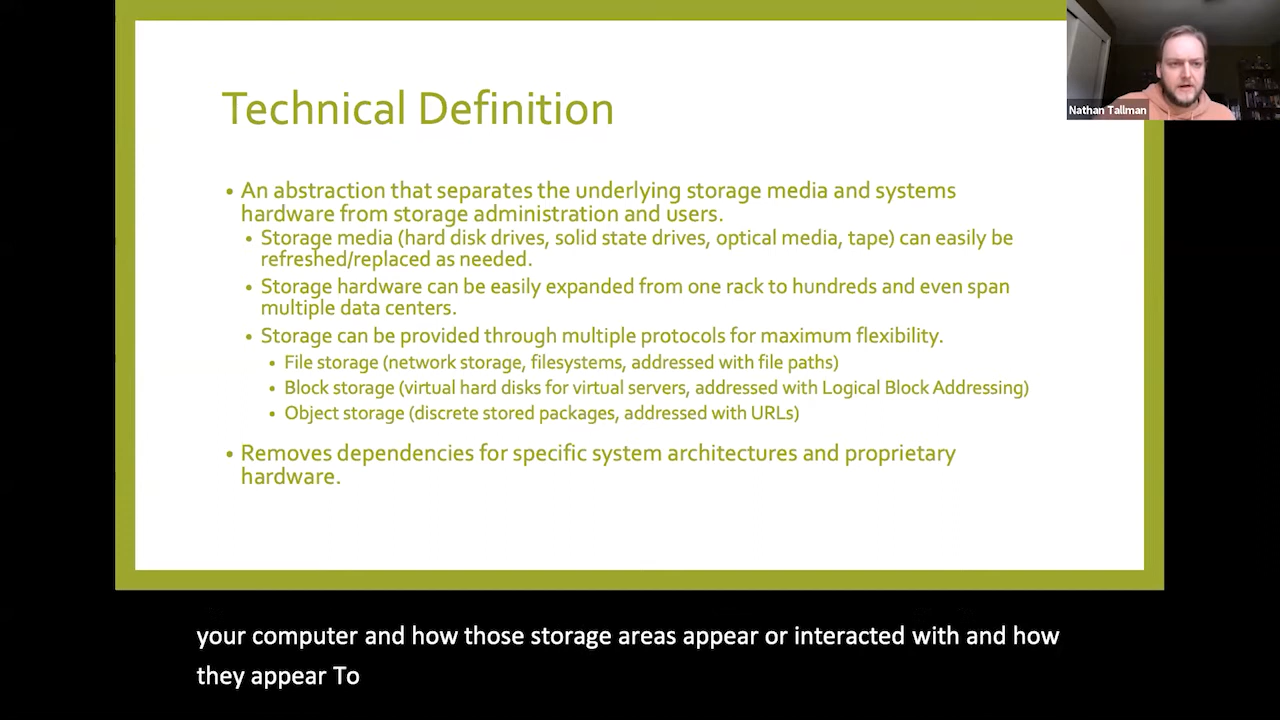 Technical Definition
Nathan Tallman
• An abstraction that separates the underlying storage media and systems
hardware from storage administration and users.
• Storage media (hard disk drives, solid state drives, optical media, tape) can easily be
refreshed/replaced as needed.
• Storage hardware can be easily expanded from one rack to hundreds and even span
multiple data centers.
• Storage can be provided through multiple protocols for maximum flexibility.
• File storage (network storage, filesystems, addressed with file paths)
• Block storage (virtual hard disks for virtual servers, addressed with Logical Block Addressing)
• Object storage (discrete stored packages, addressed with URLs)
• Removes dependencies for specific system architectures and proprietary
hardware.
your computer and how those storage areas appear or interacted with and how
they appear To